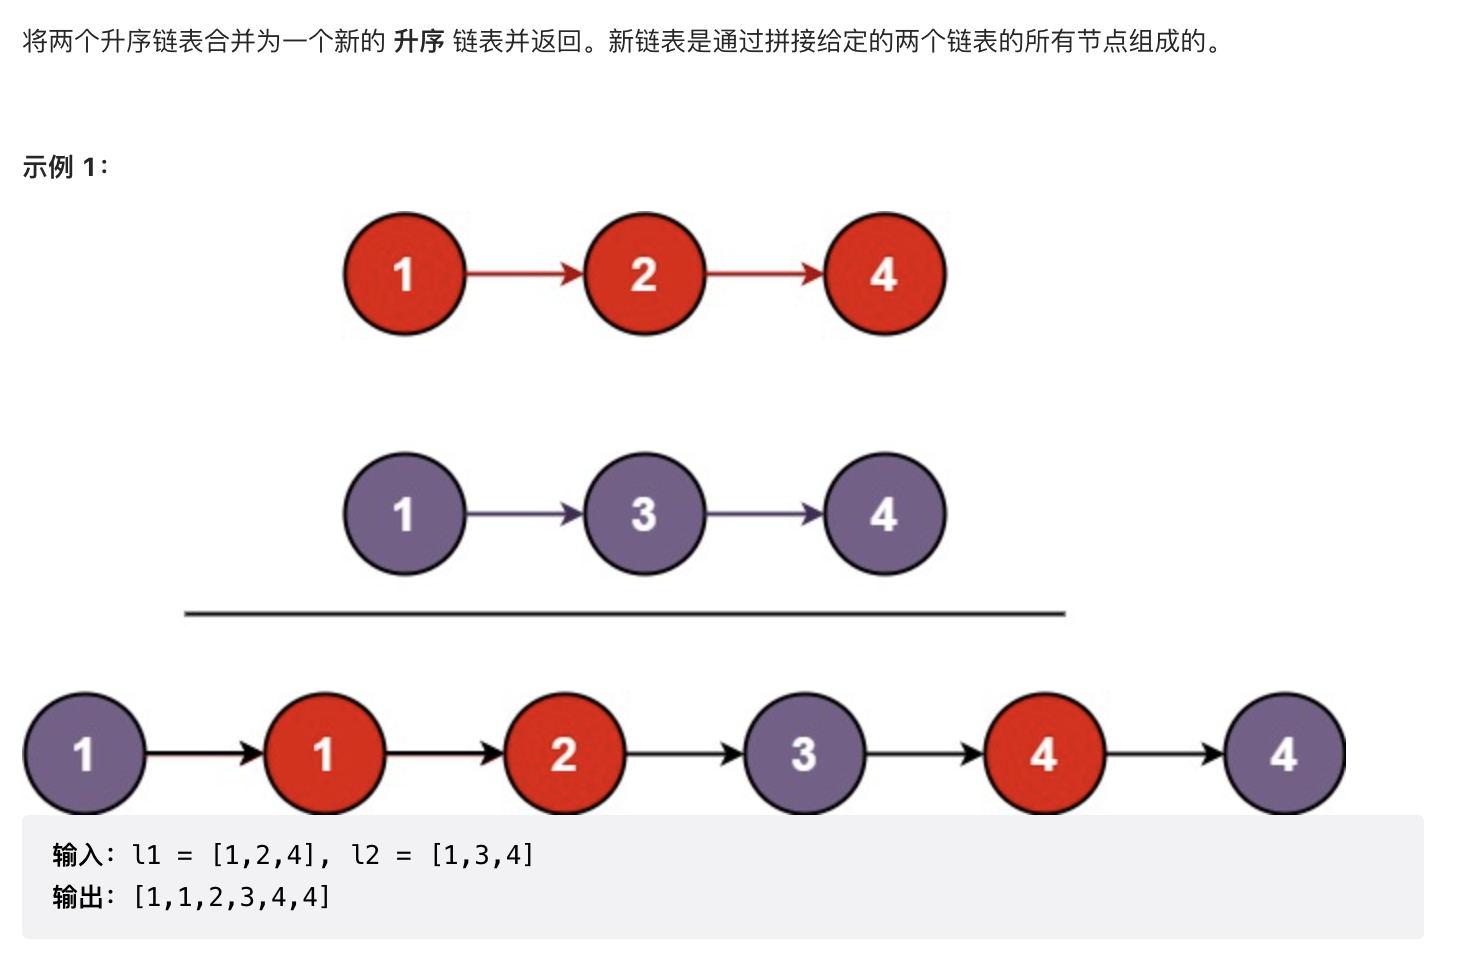 将两个升序链表合并为一个新的 升序 链表并返回。新链表是通过拼接给定的两个链表的所有节点组成的。
示例 1：
1 2 4
1 3 4
1 1 2 3 4 4
输入：l1 = [1,2,4], l2 = [1,3,4]
输出：[1,1,2,3,4,4]